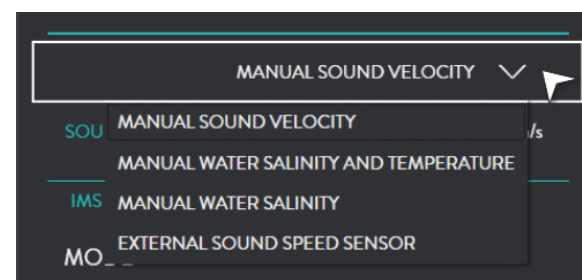 MANUAL SOUND VELOCITY
SOU MANUAL SOUND VELOCITY /s
MANUAL WATER SALINITY AND TEMPERATURE
IMS MANUAL WATER SALINITY
EXTERNAL SOUND SPEED SENSOR
MO